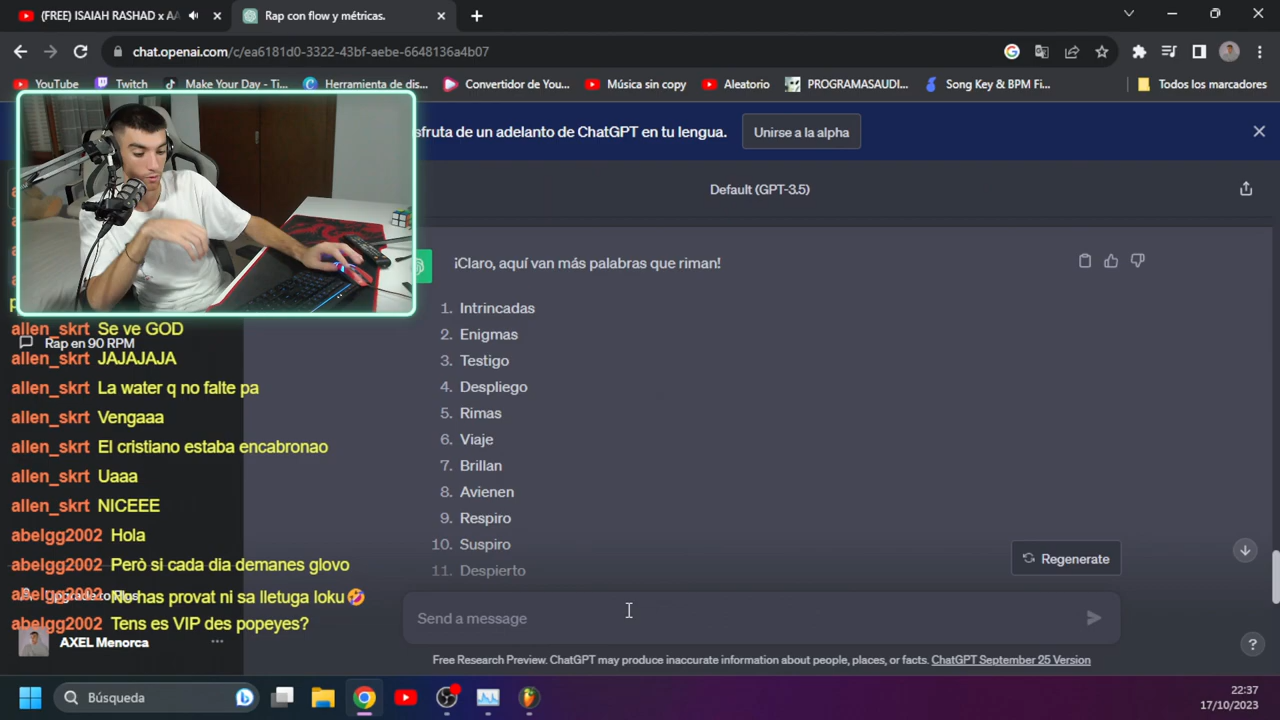 (FREE) ISAIAH RASHAD x AA
Rap con flow y métricas.
chat.openai.com/c/ea6181d0-3322-43bf-aebe-6648136a4b07
YouTube
Twitch
Make Your Day - Ti...
Herramienta de dis...
Convertidor de You...
Música sin copy
Aleatorio
PROGRAMASAUDI...
Song Key & BPM Fi...
Todos los marcadores
sfruta de un adelanto de ChatGPT en tu lengua.
Unirse a la alpha
Default (GPT-3.5)
¡Claro, aquí van más palabras que riman!
1. Intrincadas
2. Enigmas
3. Testigo
4. Despliego
5. Rimas
6. Viaje
7. Brillan
8. Avienen
9. Respiro
10. Suspiro
11. Despierto
Regenerate
Send a message
Free Research Preview. ChatGPT may produce inaccurate information about people, places, or facts. ChatGPT September 25 Version
allen_skrt Se ve GOD
Rap en 90 RPM
allen_skrt JAJAJAJA
allen_skrt La water q no falte pa
allen_skrt Vengaaa
allen_skrt El cristiano estaba encabronao
allen_skrt Uaaa
allen_skrt NICEEE
abelgg2002 Hola
abelgg2002 Però si cada dia demanes glovo
abelgg2002 No has provat ni sa lletuga loku🤣
Upgrade to Plus
abelgg2002 Tens es VIP des popeyes?
AXEL Menorca
Búsqueda
22:37
17/10/2023